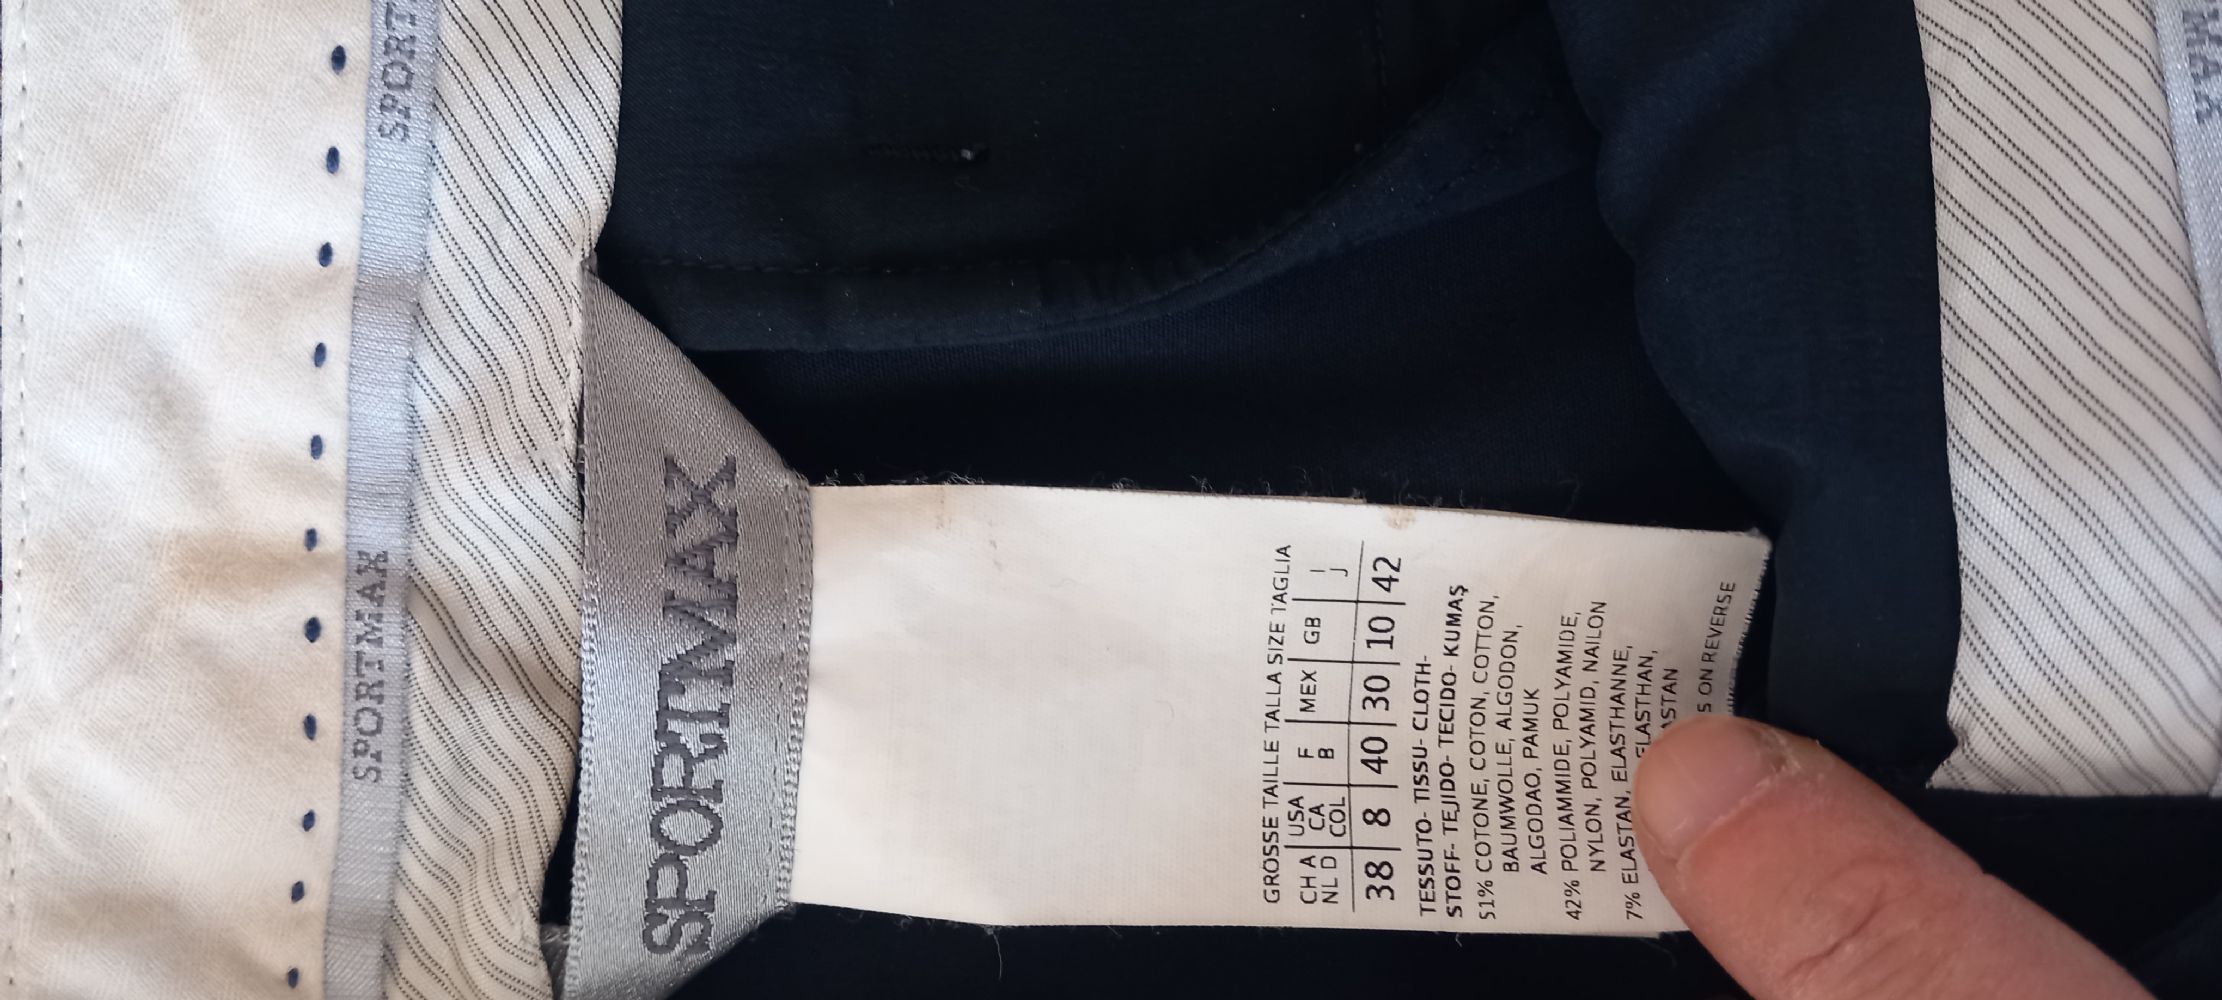 SPORT
SPORTMAX
SPORTMAX
GROSSE TAILLE TALLA SIZE TAGLIA
CH A | USA | F | MEX | GB | I
NL D | CA | B | J
COL
38 | 8 | 40 | 30 | 10 | 42
TESSUTO- TISSU- CLOTH-
STOFF- TEJIDO- TECIDO- KUMAŞ
51% COTONE, COTON, COTTON,
BAUMWOLLE, ALGODON,
ALGODAO, PAMUK
42% POLIAMMIDE, POLYAMIDE,
NYLON, POLYAMID, NAILON
7% ELASTAN, ELASTHANNE,
ELASTHAN,
ASTAN
S ON REVERSE